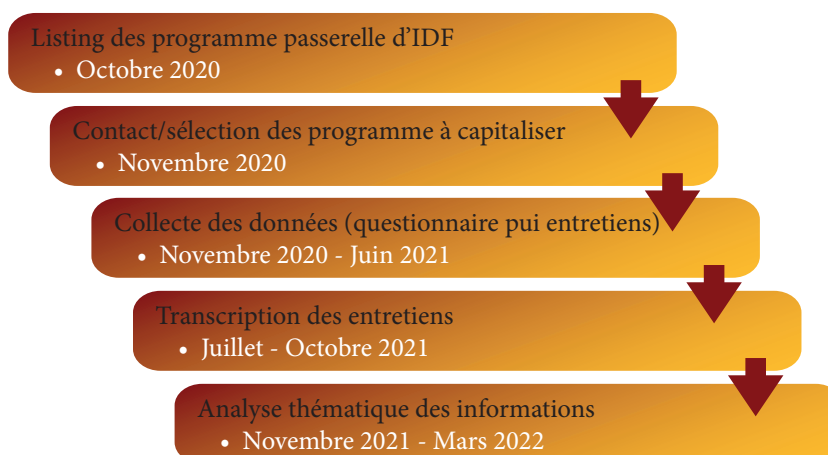 Listing des programme passerelle d'IDF
• Octobre 2020
Contact/sélection des programme à capitaliser
• Novembre 2020
Collecte des données (questionnaire pui entretiens)
• Novembre 2020 - Juin 2021
Transcription des entretiens
• Juillet - Octobre 2021
Analyse thématique des informations
• Novembre 2021 - Mars 2022